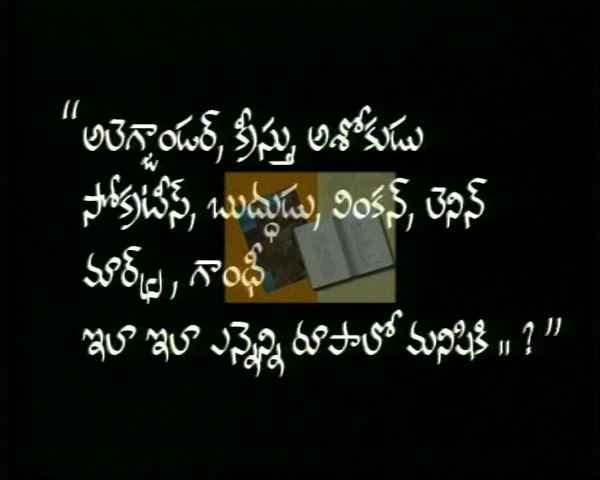 "అలెగ్జాండర్, క్రీస్తు, అశోకుడు
సోక్రటీస్, బుద్ధుడు, లింకన్, లెనిన్
మార్క్స్, గాంధీ
ఇలా ఇలా ఎన్నెన్ని రూపాలో మనిషికి .. ?"